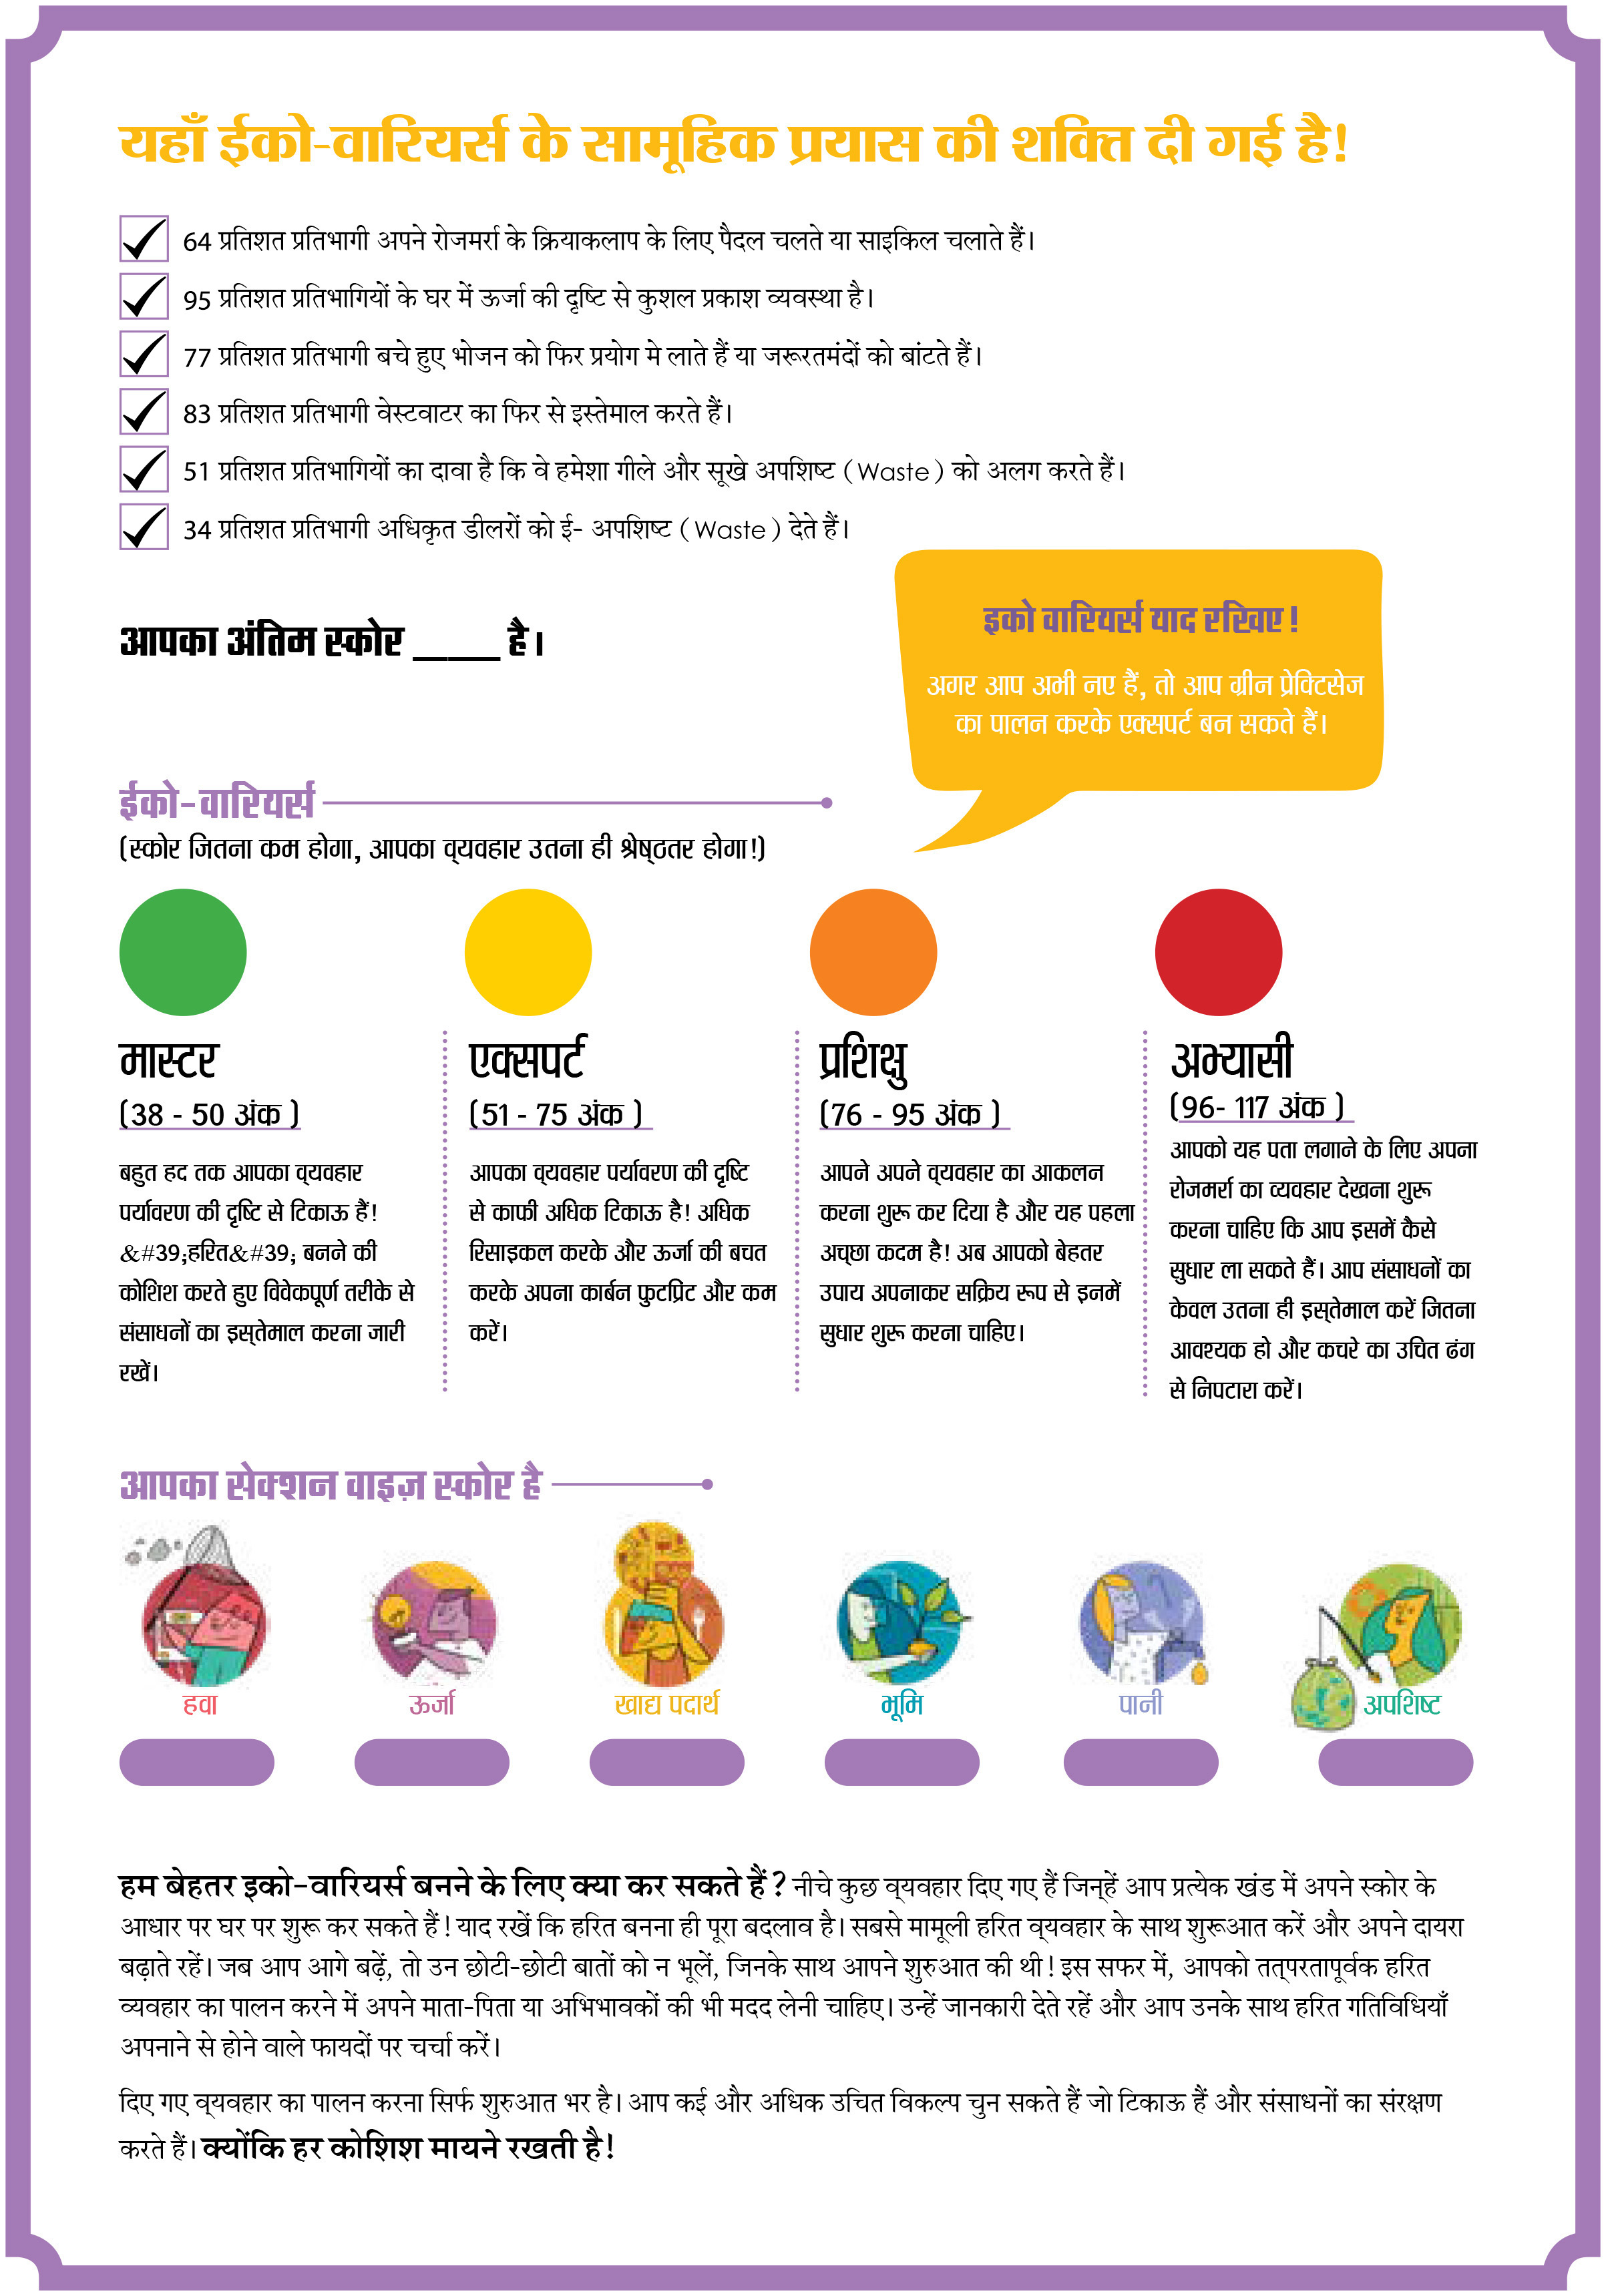 यहाँ ईको-वारियर्स के सामूहिक प्रयास की शक्ति दी गई है!
64 प्रतिशत प्रतिभागी अपने रोजमर्रा के क्रियाकलाप के लिए पैदल चलते या साइकिल चलाते हैं।
95 प्रतिशत प्रतिभागियों के घर में ऊर्जा की दृष्टि से कुशल प्रकाश व्यवस्था है।
77 प्रतिशत प्रतिभागी बचे हुए भोजन को फिर प्रयोग मे लाते हैं या जरूरतमंदों को बांटते हैं।
83 प्रतिशत प्रतिभागी वेस्टवाटर का फिर से इस्तेमाल करते हैं।
51 प्रतिशत प्रतिभागियों का दावा है कि वे हमेशा गीले और सूखे अपशिष्ट (Waste) को अलग करते हैं।
34 प्रतिशत प्रतिभागी अधिकृत डीलरों को ई- अपशिष्ट (Waste) देते हैं।
आपका अंतिम स्कोर ____ है।
इको वारियर्स याद रखिए!
अगर आप अभी नए हैं, तो आप ग्रीन प्रेक्टिसेज
का पालन करके एक्सपर्ट बन सकते हैं।
ईको-वारियर्स
(स्कोर जितना कम होगा, आपका व्यवहार उतना ही श्रेष्ठतर होगा!)
मास्टर
(38 - 50 अंक )
बहुत हद तक आपका व्यवहार
पर्यावरण की दृष्टि से टिकाऊ हैं!
&#39;हरित&#39; बनने की
कोशिश करते हुए विवेकपूर्ण तरीके से
संसाधनों का इस्तेमाल करना जारी
रखें।
एक्सपर्ट
(51 - 75 अंक )
आपका व्यवहार पर्यावरण की दृष्टि
से काफी अधिक टिकाऊ है! अधिक
रिसाइकल करके और ऊर्जा की बचत
करके अपना कार्बन फुटप्रिंट और कम
करें।
प्रशिक्षु
(76 - 95 अंक )
आपने अपने व्यवहार का आकलन
करना शुरू कर दिया है और यह पहला
अच्छा कदम है! अब आपको बेहतर
उपाय अपनाकर सक्रिय रूप से इनमें
सुधार शुरू करना चाहिए।
अभ्यासी
(96- 117 अंक )
आपको यह पता लगाने के लिए अपना
रोजमर्रा का व्यवहार देखना शुरू
करना चाहिए कि आप इसमें कैसे
सुधार ला सकते हैं। आप संसाधनों का
केवल उतना ही इस्तेमाल करें जितना
आवश्यक हो और कचरे का उचित ढंग
से निपटारा करें।
आपका सेक्शन वाइज़ स्कोर है
हवा
ऊर्जा
खाद्य पदार्थ
भूमि
पानी
अपशिष्ट
हम बेहतर इको-वारियर्स बनने के लिए क्या कर सकते हैं? नीचे कुछ व्यवहार दिए गए हैं जिन्हें आप प्रत्येक खंड में अपने स्कोर के
आधार पर घर पर शुरू कर सकते हैं! याद रखें कि हरित बनना ही पूरा बदलाव है। सबसे मामूली हरित व्यवहार के साथ शुरूआत करें और अपने दायरा
बढ़ाते रहें। जब आप आगे बढ़ें, तो उन छोटी-छोटी बातों को न भूलें, जिनके साथ आपने शुरुआत की थी! इस सफर में, आपको तत्परतापूर्वक हरित
व्यवहार का पालन करने में अपने माता-पिता या अभिभावकों की भी मदद लेनी चाहिए। उन्हें जानकारी देते रहें और आप उनके साथ हरित गतिविधियाँ
अपनाने से होने वाले फायदों पर चर्चा करें।
दिए गए व्यवहार का पालन करना सिर्फ शुरुआत भर है। आप कई और अधिक उचित विकल्प चुन सकते हैं जो टिकाऊ हैं और संसाधनों का संरक्षण
करते हैं। क्योंकि हर कोशिश मायने रखती है!